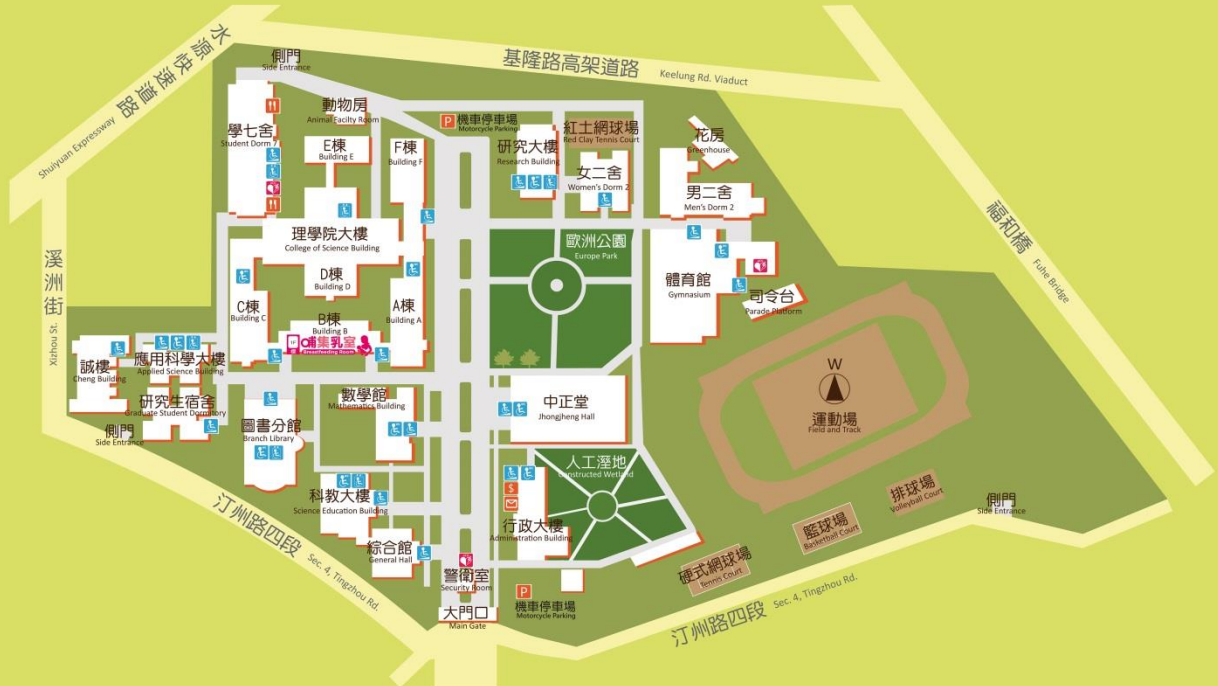 水源快速道路
Shuiyuan Expressway
側門
Side Entrance
基隆路高架道路
Keelung Rd. Viaduct
學七舍
Student Dorm 7
動物房
Animal Facilty Room
P
機車停車場
Motorcycle Parking
E棟
Building E
F棟
Building F
研究大樓
Research Building
紅土網球場
Red Clay Tennis Court
女二舍
Women's Dorm 2
花房
Greenhouse
男二舍
Men's Dorm 2
福和橋
Fuhe Bridge
理學院大樓
College of Science Building
歐洲公園
Europe Park
溪洲街
Xizhou St.
D棟
Building D
C棟
Building C
A棟
Building A
B棟
Building B
哺集乳室
Breastfeeding Room
體育館
Gymnasium
司令台
Parade Platform
誠樓
Cheng Building
應用科學大樓
Applied Science Building
研究生宿舍
Graduate Student Dormitory
側門
Side Entrance
圖書分館
Branch Library
數學館
Mathematics Building
中正堂
Jhongjheng Hall
W
運動場
Field and Track
人工溼地
Constructed Wetland
科教大樓
Science Education Building
$
行政大樓
Administration Building
排球場
Volleyball Court
籃球場
Basketball Court
側門
Side Entrance
綜合館
General Hall
警衛室
Security Room
硬式網球場
Tennis Court
P
機車停車場
Motorcycle Parking
大門口
Main Gate
汀州路四段
Sec. 4, Tingzhou Rd.
汀州路四段
Sec. 4, Tingzhou Rd.